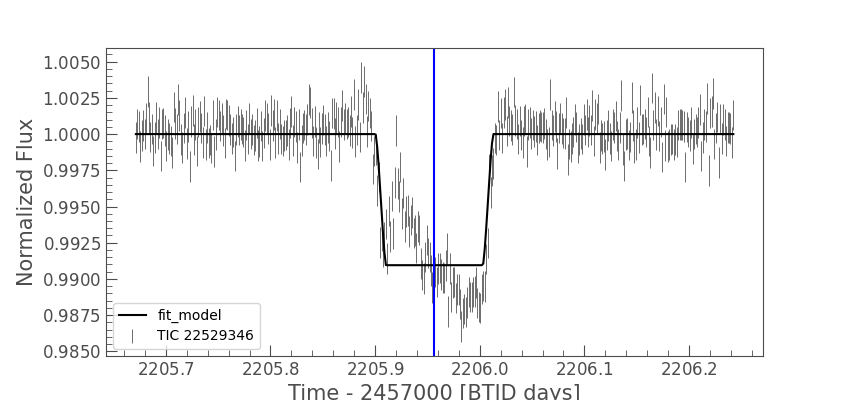 1.0050
1.0025
1.0000
0.9975
0.9950
0.9925
0.9900
0.9875
0.9850
Normalized Flux
fit_model
TIC 22529346
2205.7 2205.8 2205.9 2206.0 2206.1 2206.2
Time - 2457000 [BTJD days]